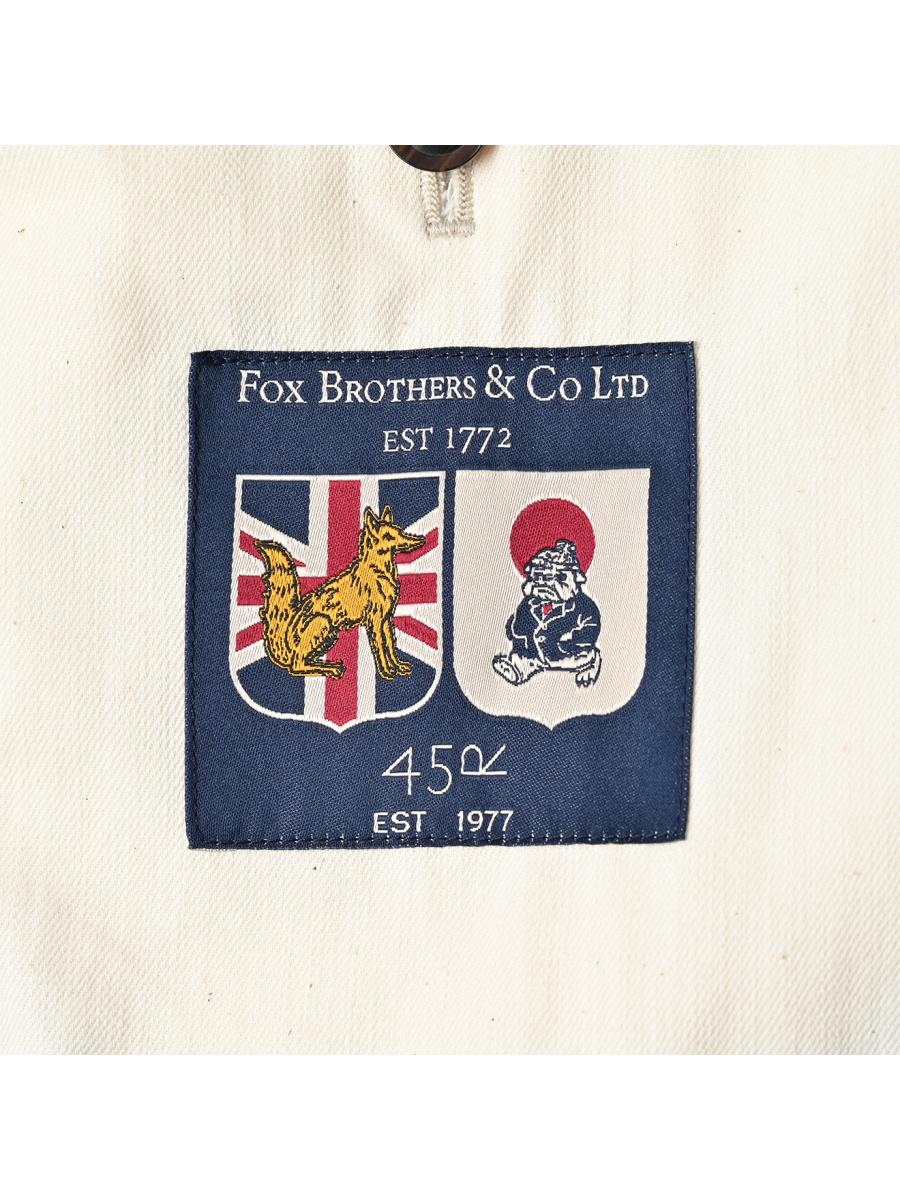 Fox Brothers & Co Ltd
EST 1772
45R
EST 1977